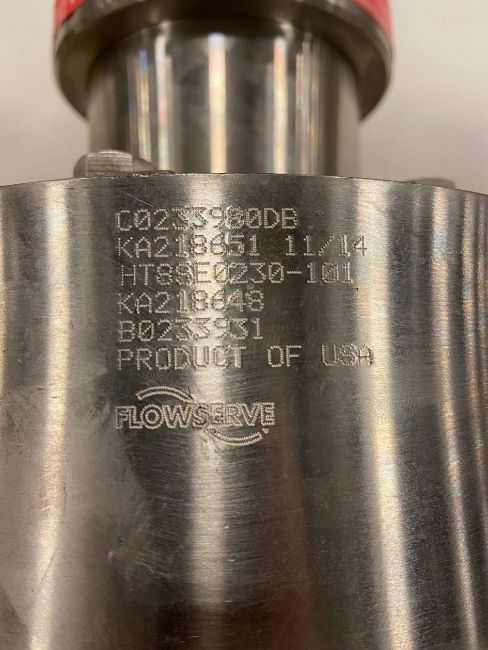 C0233980DB
KA218651 11/14
HT8SE0230-101
KA218648
B0233931
PRODUCT OF USA
FLOWSERVE